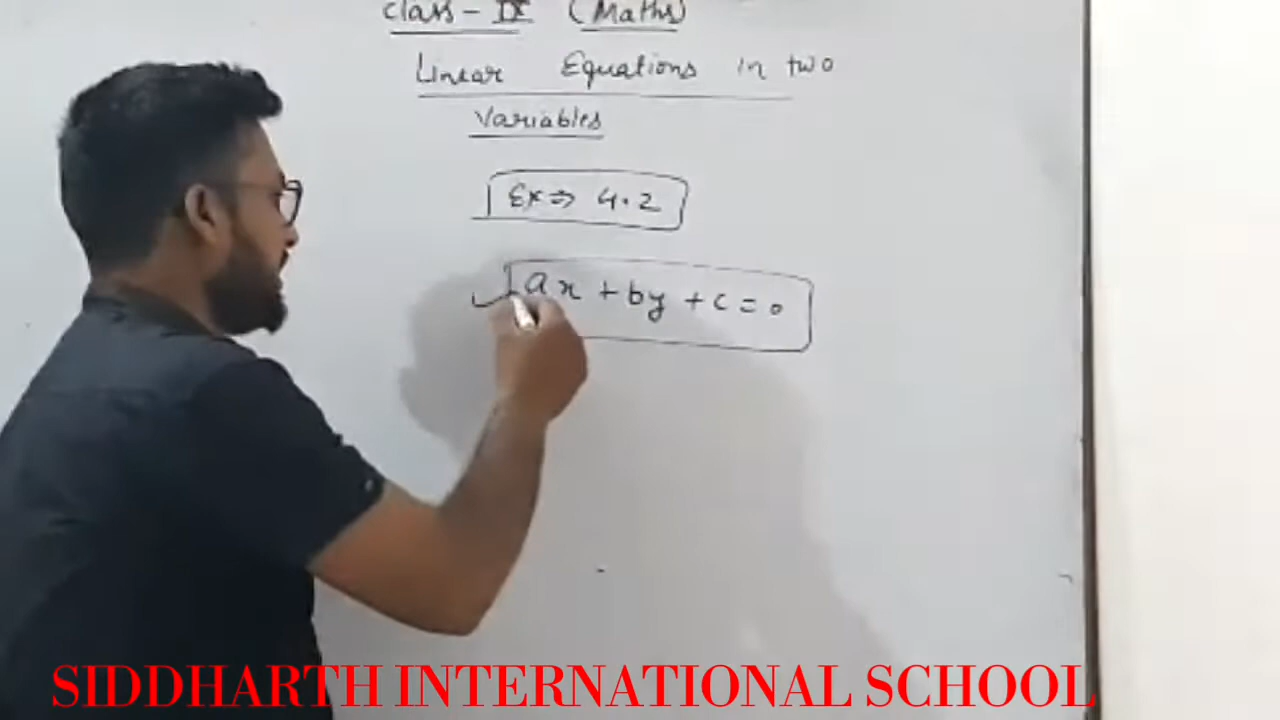 Class - IX (Maths)
Linear Equations in two
Variables
Ex ⇒ 4.2
ax + by + c = 0
SIDDHARTH INTERNATIONAL SCHOOL